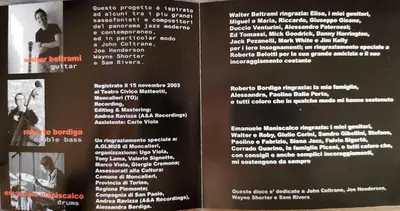 Questo progetto è ispirato
ad alcuni tra i piu grandi
sassofonisti e compositori
del panorama jazz moderno
e contemporaneo,
ed in particolar modo
a John Coltrane,
Joe Henderson
Wayne Shorter
e Sam Rivers.
walter beltrami
guitar
Registrato il 15 novembre 2003
al Teatro Civico Matteotti,
Moncalieri (TO);
Recording,
Editing & Mastering:
Andrea Ravizza (A&A Recordings)
Assistente: Carlo Viola
roberto bordiga
double bass
Un ringraziamento speciale a:
A.GI.MUS di Moncalieri,
organizzazione: Ugo Viola,
Tony Lama, Valerio Signetto,
Marco Viola, Giorgio Comoni;
Assessorati alla Cultura:
Comune di Moncalieri,
Provincia di Torino,
Regione Piemonte;
Compagnia di San Paolo,
Andrea Ravizza (A&A Recordings),
Alessandra Bordiga.
emanuele maniscalco
drums
Walter Beltrami ringrazia: Elisa, i miei genitori,
Miguel e Maria, Riccardo, Giuseppe Gisene,
Duccio Venturini, Alessandro Paternesi,
Ed Tomassi, Mick Goodrick, Danny Harrington,
Jack Pezanelli, Mark White e Jim Kelly
per i loro insegnamenti; un ringraziamento speciale a
Roberto Belotti per la sua grande amicizia e il suo
incoraggiamento costante
Roberto Bordiga ringrazia: la mia famiglia,
Alessandra, Paolino Dalla Porta,
e tutti coloro che in qualche modo mi hanno sostenuto
Emanuele Maniscalco ringrazia: i miei genitori,
Walter e Roby, Giulio Corini, Sandro Gibellini, Stefano,
Paolino e Fabrizio, Siena Jazz, Fulvio Sigurtà,
Corrado Guarino, la famiglia Piceni, e tutti coloro che,
con consigli o anche semplici incoraggiamenti,
mi sostengono da sempre
Questo disco e' dedicato a John Coltrane, Joe Henderson,
Wayne Shorter e Sam Rivers